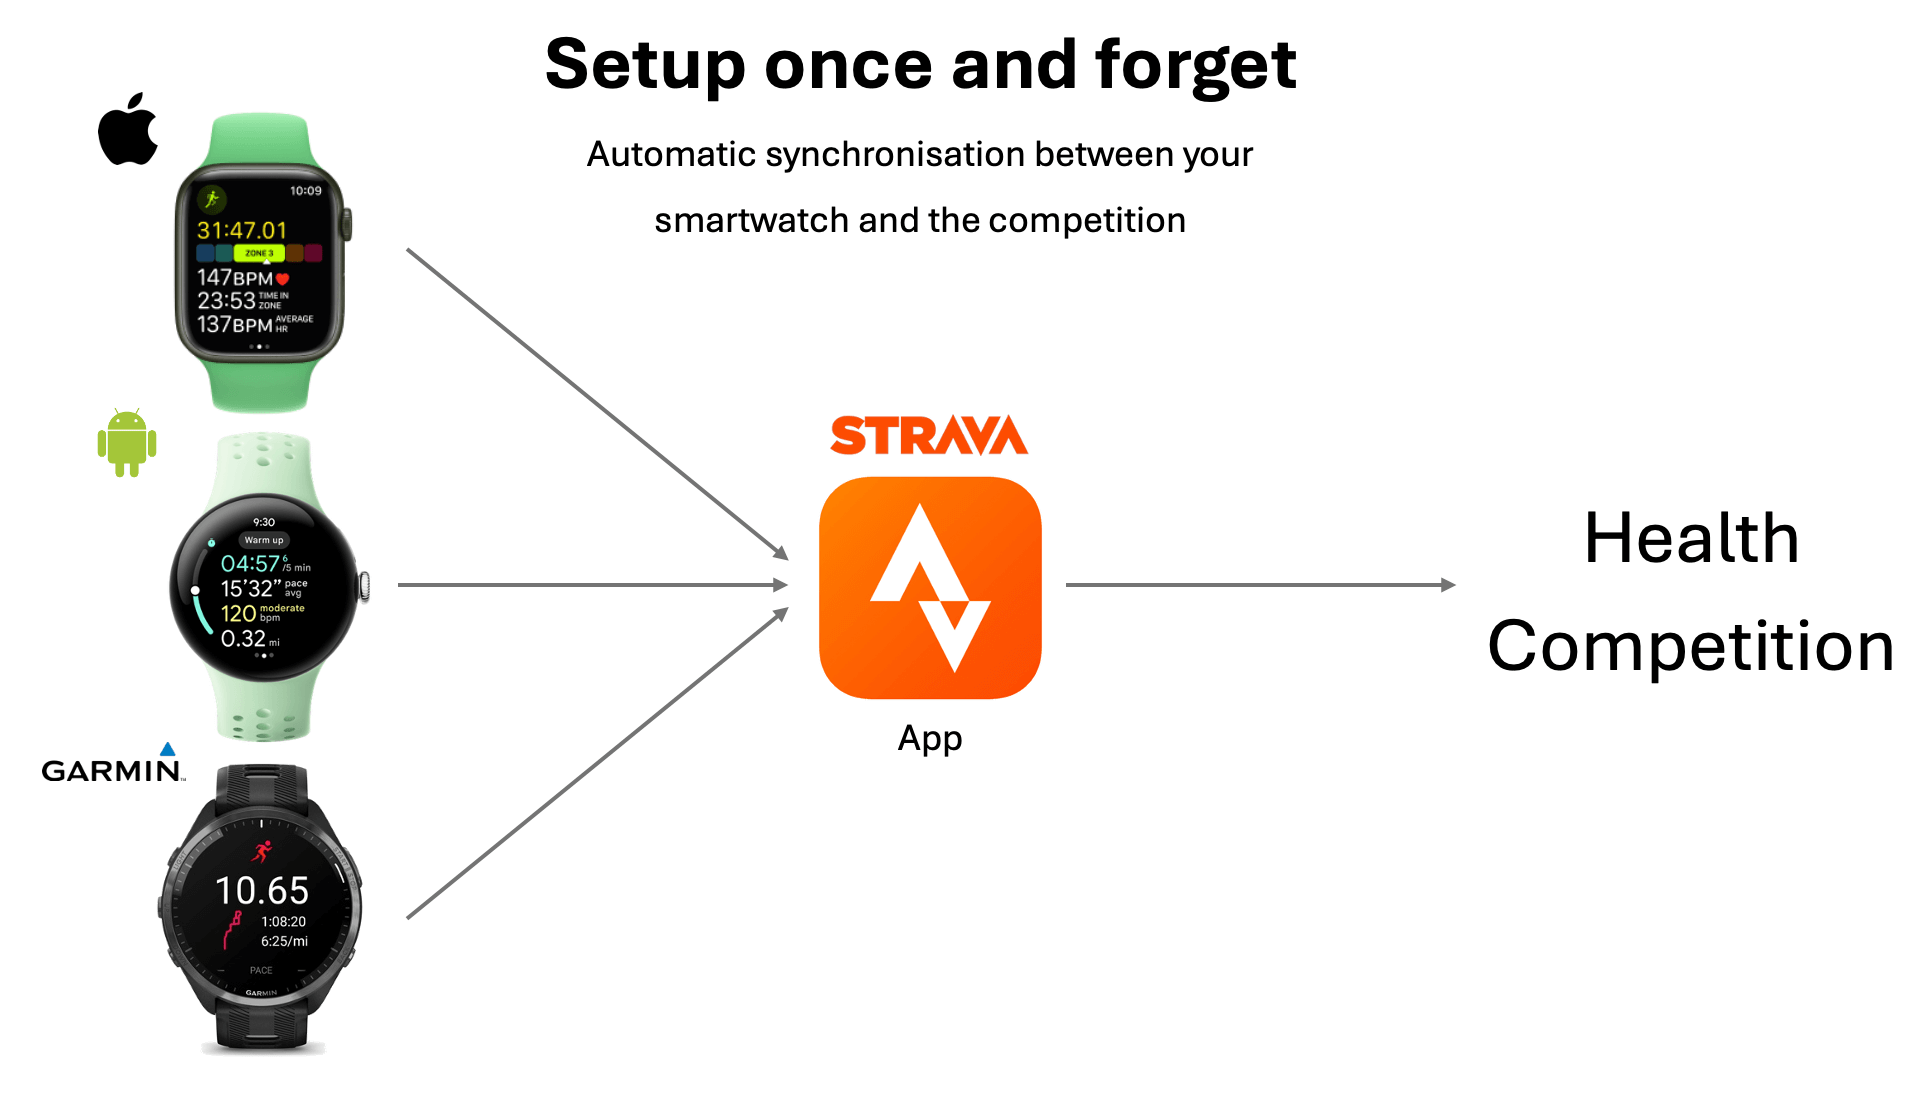 Setup once and forget
Automatic synchronisation between your
smartwatch and the competition
10:09
31:47.01
ZONE 3
147BPM
23:53 TIME IN ZONE
137BPM AVERAGE HR
9:30
Warm up
04:57 6 /5 min
15'32" pace avg
120 moderate bpm
0.32 mi
GARMIN™
10.65
1:08:20
6:25/mi
PACE
GARMIN
STRAVA
App
Health
Competition